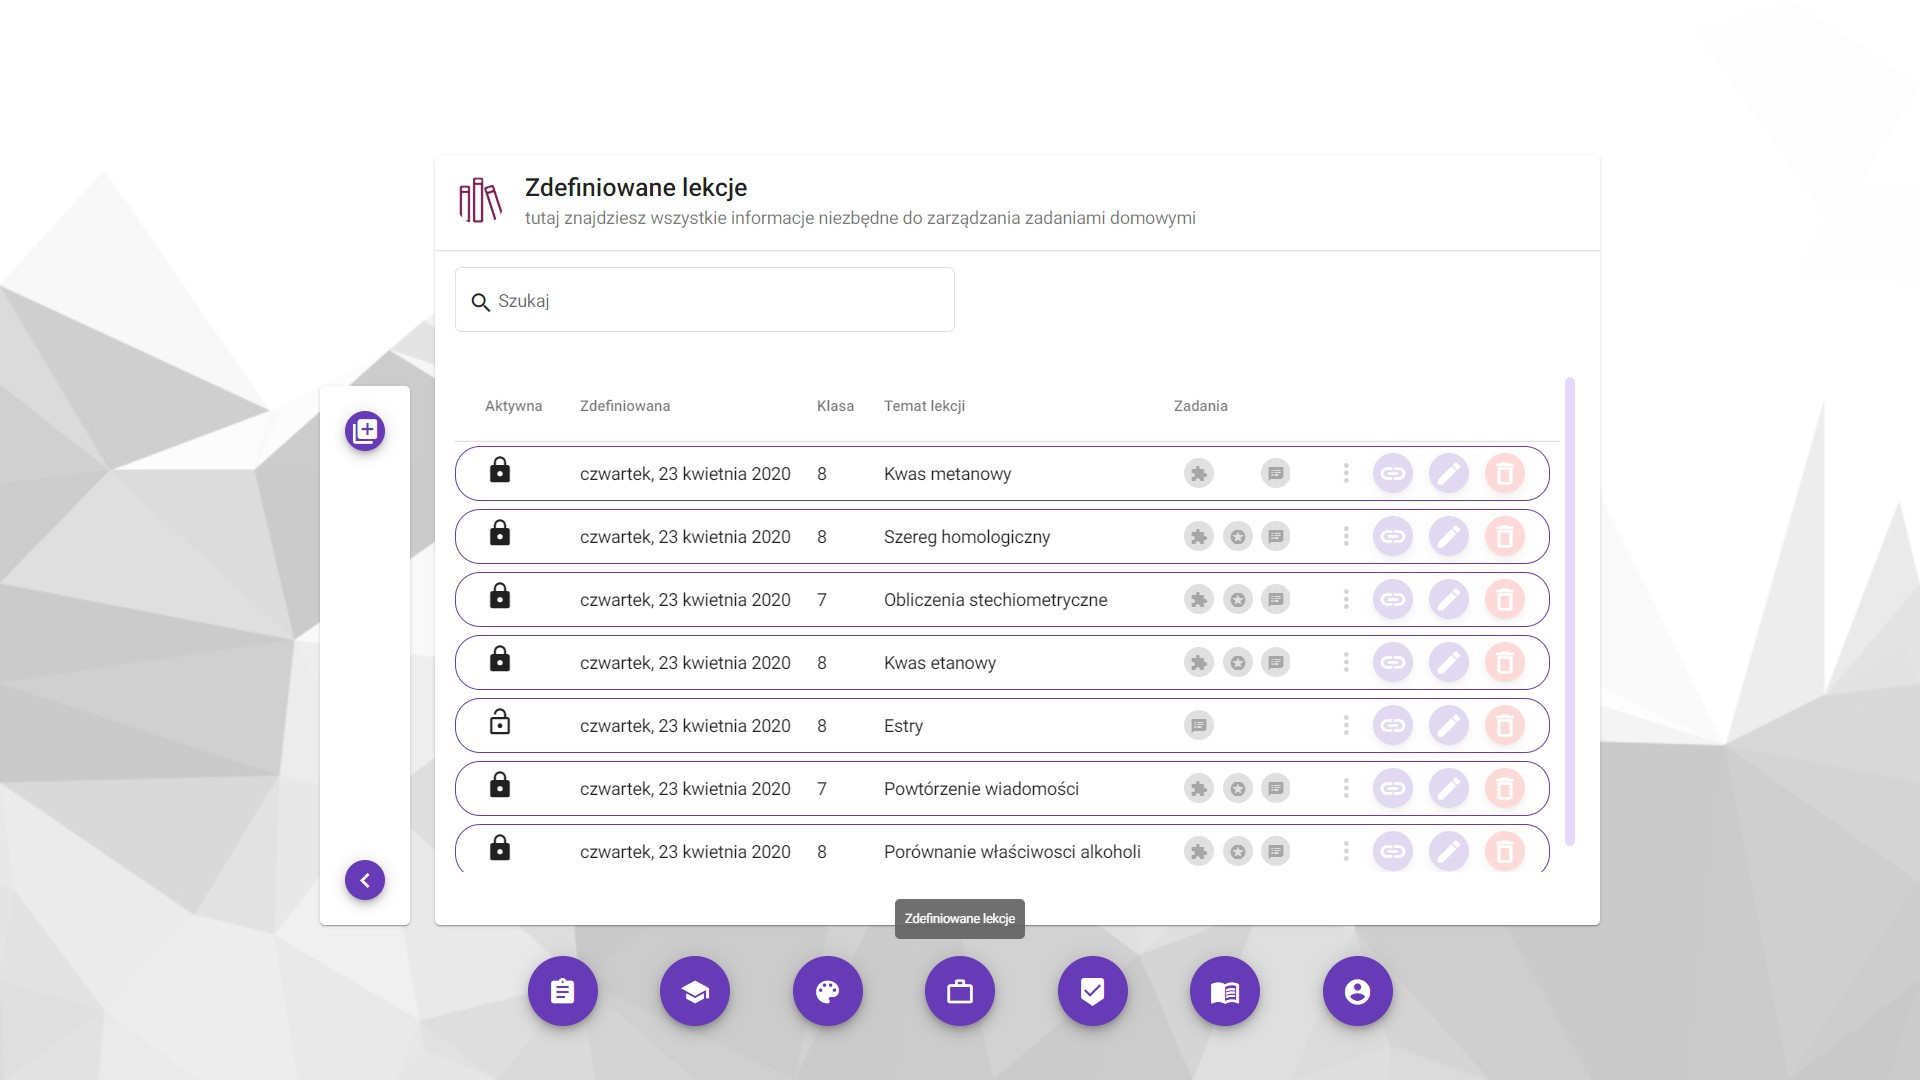 Zdefiniowane lekcje
tutaj znajdziesz wszystkie informacje niezbędne do zarządzania zadaniami domowymi
Szukaj
Aktywna Zdefiniowana Klasa Temat lekcji Zadania
czwartek, 23 kwietnia 2020 8 Kwas metanowy
czwartek, 23 kwietnia 2020 8 Szereg homologiczny
czwartek, 23 kwietnia 2020 7 Obliczenia stechiometryczne
czwartek, 23 kwietnia 2020 8 Kwas etanowy
czwartek, 23 kwietnia 2020 8 Estry
czwartek, 23 kwietnia 2020 7 Powtórzenie wiadomości
czwartek, 23 kwietnia 2020 8 Porównanie właściwosci alkoholi
Zdefiniowane lekcje